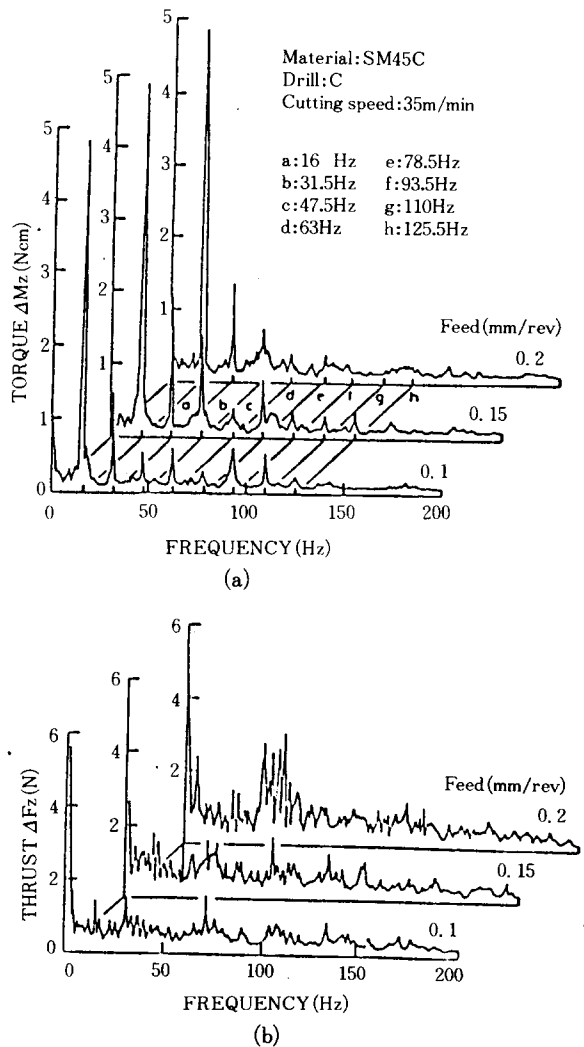 Material:SM45C
Drill:C
Cutting speed:35m/min
a:16 Hz e:78.5Hz
b:31.5Hz f:93.5Hz
c:47.5Hz g:110Hz
d:63Hz h:125.5Hz
5
4
3
2
1
5
4
3
2
1
5
4
3
2
1
0
TORQUE ΔMz(Ncm)
Feed(mm/rev)
0.2
0.15
0.1
a b c d e f g h
0 50 100 150 200
FREQUENCY(Hz)
(a)
6
4
2
6
4
2
6
4
2
0
THRUST ΔFz(N)
Feed(mm/rev)
0.2
0.15
0.1
0 50 100 150 200
FREQUENCY(Hz)
(b)